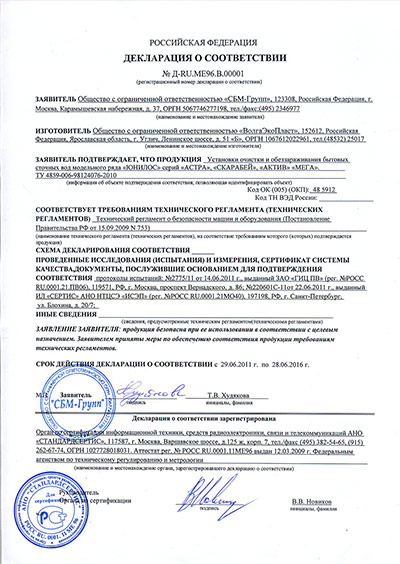 РОССИЙСКАЯ ФЕДЕРАЦИЯ
ДЕКЛАРАЦИЯ О СООТВЕТСТВИИ
№ Д-RU.ME96.B.00001
(регистрационный номер декларации о соответствии)
ЗАЯВИТЕЛЬ Общество с ограниченной ответственностью «СБМ-Групп», 123308, Российская Федерация, г.
Москва, Карамышевская набережная, д. 37, ОРГН 5067746277198, тел./факс:(495) 2346977
(наименование и местонахождение заявителя)
ИЗГОТОВИТЕЛЬ Общество с ограниченной ответственностью «ВолгаЭкоПласт», 152612, Российская
Федерация, Ярославская область, г. Углич, Ленинское шоссе, д. 51 «Б», ОРГН 1067612022961, тел.(48532) 25017
(наименование и местонахождение изготовителя)
ЗАЯВИТЕЛЬ ПОДТВЕРЖДАЕТ, ЧТО ПРОДУКЦИЯ Установки очистки и обеззараживания бытовых
сточных вод модельного ряда «ЮНИЛОС» серий «АСТРА», «СКАРАБЕЙ», «АКТИВ» «МЕГА».
ТУ 4859-006-98124076-2010
(информация об объекте подтверждения соответствия, позволяющая идентифицировать объект)
Код ОК (005) (ОКП): 48 5912
Код ТН ВЭД России:
СООТВЕТСТВУЕТ ТРЕБОВАНИЯМ ТЕХНИЧЕСКОГО РЕГЛАМЕНТА (ТЕХНИЧЕСКИХ
РЕГЛАМЕНТОВ) Технический регламент о безопасности машин и оборудования (Постановление
Правительства РФ от 15.09.2009 N 753)
(наименование технического регламента (технических регламентов), на соответствие требованиям которого (которых) подтверждается
продукция)
СХЕМА ДЕКЛАРИРОВАНИЯ СООТВЕТСТВИЯ
ПРОВЕДЕННЫЕ ИССЛЕДОВАНИЯ (ИСПЫТАНИЯ) И ИЗМЕРЕНИЯ, СЕРТИФИКАТ СИСТЕМЫ
КАЧЕСТВА,ДОКУМЕНТЫ, ПОСЛУЖИВШИЕ ОСНОВАНИЕМ ДЛЯ ПОДТВЕРЖДЕНИЯ
СООТВЕТСТВИЯ протоколы испытаний: №2775/11 от 14.06.2011 г., выданный ЗАО «ГИЦ ПВ» (рег. №РОСС
RU.0001.21.ПВ06), 119571, РФ, г. Москва, проспект Вернадского, д. 86; №220601С-11от 22.06.2011 г., выданный
ИЛ «СЕРТИС» АНО НТЦСЭ «ИСЭП» (рег. №РОСС RU.0001.21МО40), 197198, РФ, г. Санкт-Петербург,
ул. Блохина, д. 20/7;
ИНЫЕ СВЕДЕНИЯ
(сведения, предусмотренные техническим регламентом(техническими регламентами))
ЗАЯВЛЕНИЕ ЗАЯВИТЕЛЯ: продукция безопасна при ее использовании в соответствии с целевым
назначением. Заявителем приняты меры по обеспечению соответствия продукции требованиям
технических регламентов.
СРОК ДЕЙСТВИЯ ДЕКЛАРАЦИИ О СООТВЕТСТВИИ с 29.06.2011 г. по 28.06.2016 г.
М.П. Заявитель Т.В. Худякова
"СБМ-Групп" подпись инициалы, фамилия
Декларация о соответствии зарегистрирована
Орган по сертификации информационной техники, средств радиоэлектроники, связи и телекоммуникаций АНО
«СТАНДАРДСЕРТИС», 117587, г. Москва, Варшавское шоссе, д.125 ж, корп. 7, тел./факс (495) 382-54-65, (915)
262-67-74, ОГРН 1027728018031. Аттестат рег. № РОСС RU.0001.11МЕ96 выдан 12.03.2009 г. Федеральным
агенством по техническому регулированию и метрологии
(наименование и местонахождение органа, зарегистрированного декларацию о соответствии)
Руководитель
Органа по сертификации В.В. Новиков
подпись инициалы, фамилия
АНО "СТАНДАРДСЕРТИС"
Для сертификатов
РОСС RU. 0001. 11 МЕ 96